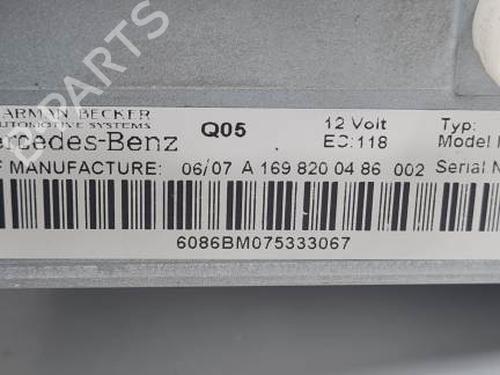 ARMAN BECKER
AUTOMOTIVE SYSTEMS
ercedes-Benz Q05 12 Volt Typ:
EC:118 Model
F MANUFACTURE: 06/07 A 169 820 04 86 002 Serial N
6086BM075333067